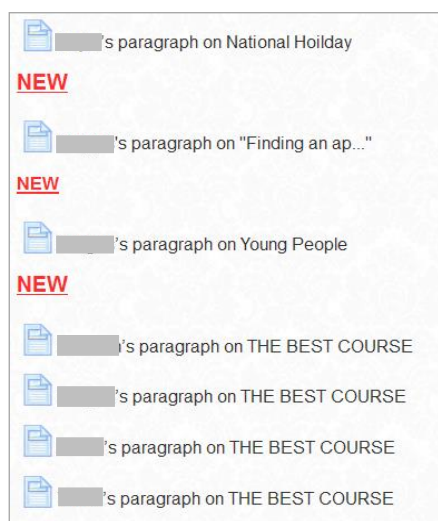 's paragraph on National Hoilday
NEW
's paragraph on "Finding an ap..."
NEW
's paragraph on Young People
NEW
's paragraph on THE BEST COURSE
's paragraph on THE BEST COURSE
's paragraph on THE BEST COURSE
's paragraph on THE BEST COURSE